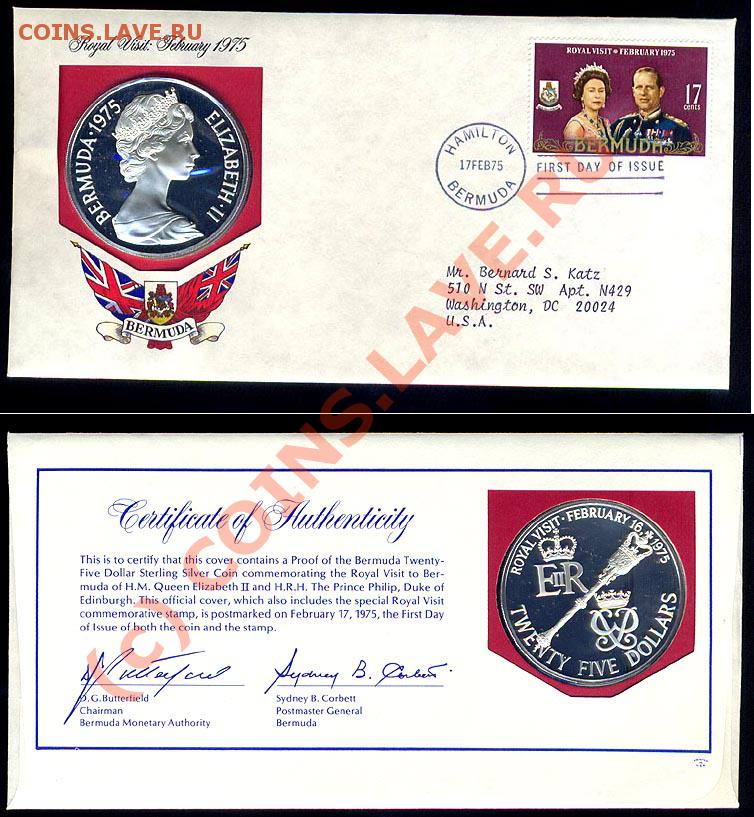 COINS.LAVE.RU
Royal Visit: February 1975
BERMUDA · 1975
ELIZABETH · II
BERMUDA
ROYAL VISIT · FEBRUARY 1975
17
cents
BERMUDA
HAMILTON
17FEB75
BERMUDA
FIRST DAY OF ISSUE
Mr. Bernard S. Katz
510 N St. SW Apt. N429
Washington, DC 20024
U.S.A.
(c) COINS.LAVE.RU
Certificate of Authenticity
This is to certify that this cover contains a Proof of the Bermuda Twenty-
Five Dollar Sterling Silver Coin commemorating the Royal Visit to Ber-
muda of H.M. Queen Elizabeth II and H.R.H. The Prince Philip, Duke of
Edinburgh. This official cover, which also includes the special Royal Visit
commemorative stamp, is postmarked on February 17, 1975, the First Day
of Issue of both the coin and the stamp.
Sydney B. Corbett
D.G. Butterfield
Chairman
Bermuda Monetary Authority
Sydney B. Corbett
Postmaster General
Bermuda
ROYAL VISIT · FEBRUARY 16, 1975
EIIR
TWENTY FIVE DOLLARS